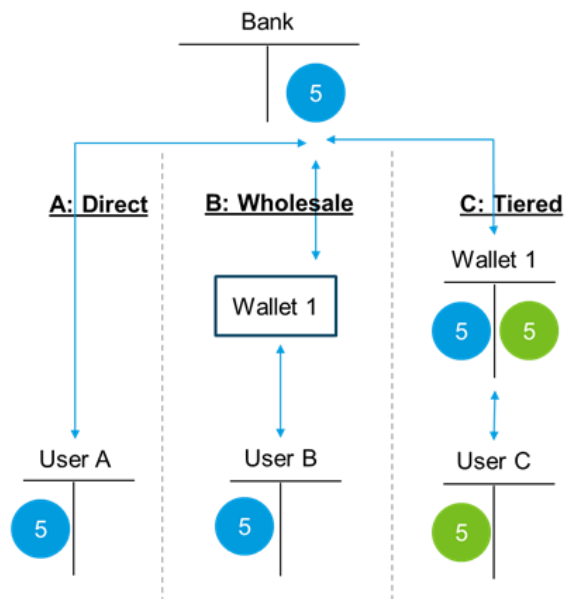 Bank
5
A: Direct
B: Wholesale
C: Tiered
Wallet 1
Wallet 1
5
5
User A
User B
User C
5
5
5